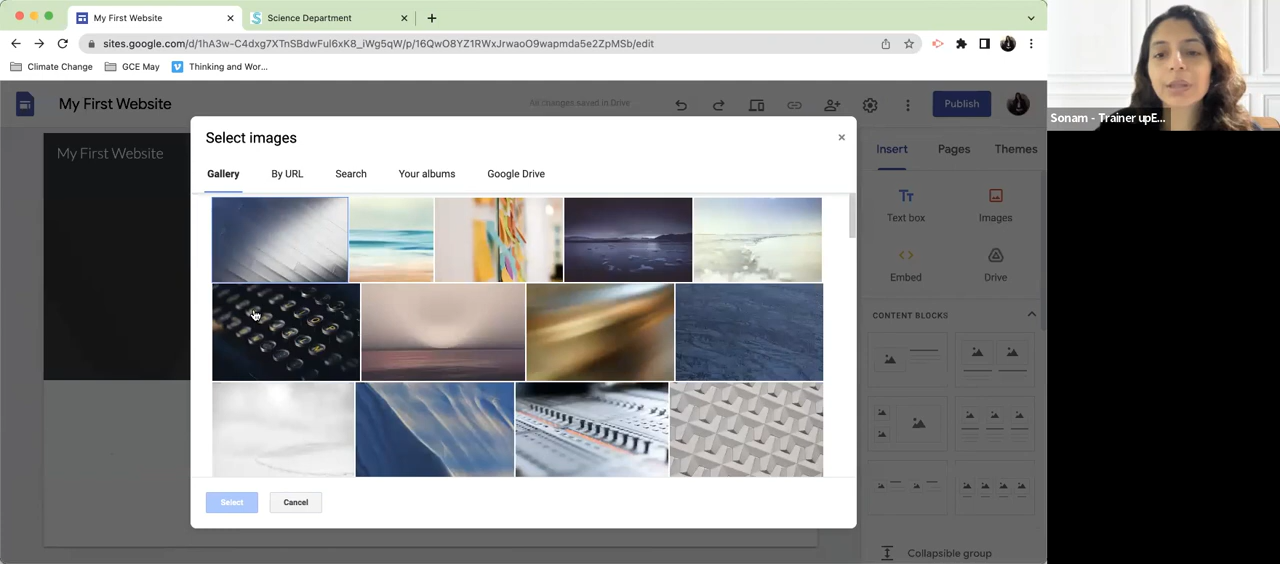 My First Website
Science Department
sites.google.com/d/1hA3w-C4dxg7XTnSBdwFul6xK8_iWg5qW/p/16QwO8YZ1RWxJrwaoO9wapmda5e2ZpMSb/edit
Climate Change
GCE May
Thinking and Wor...
Sonam - Trainer upE...
My First Website
All changes saved in Drive
Publish
My First Website
Select images
Gallery
By URL
Search
Your albums
Google Drive
Select
Cancel
Insert
Pages
Themes
Text box
Images
Embed
Drive
CONTENT BLOCKS
Collapsible group